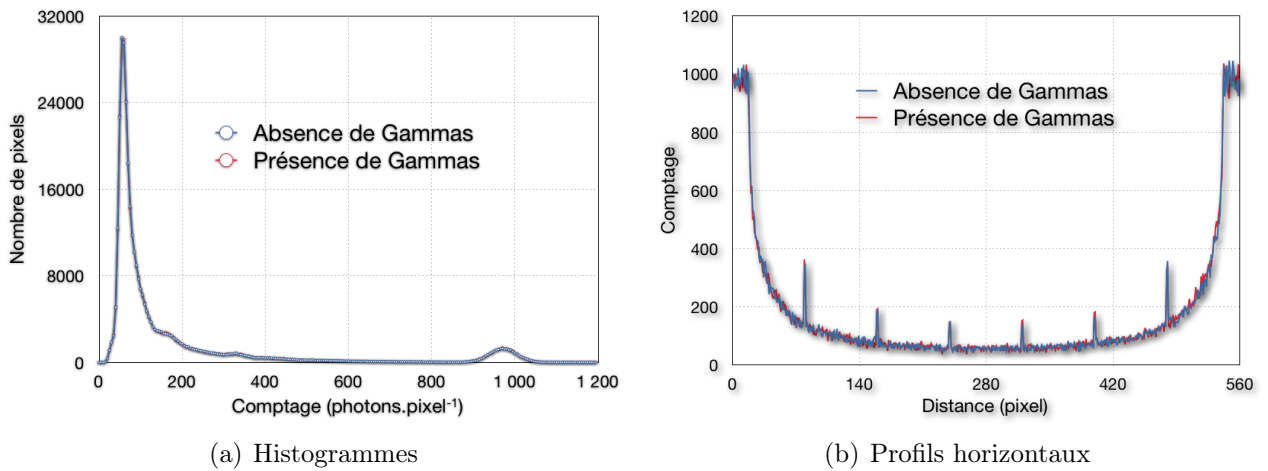 32000
24000
16000
8000
0
Nombre de pixels
Absence de Gammas
Présence de Gammas
0 200 400 600 800 1 000 1 200
Comptage (photons.pixel-1)
(a) Histogrammes
1200
1000
800
600
400
200
0
Comptage
Absence de Gammas
Présence de Gammas
0 140 280 420 560
Distance (pixel)
(b) Profils horizontaux